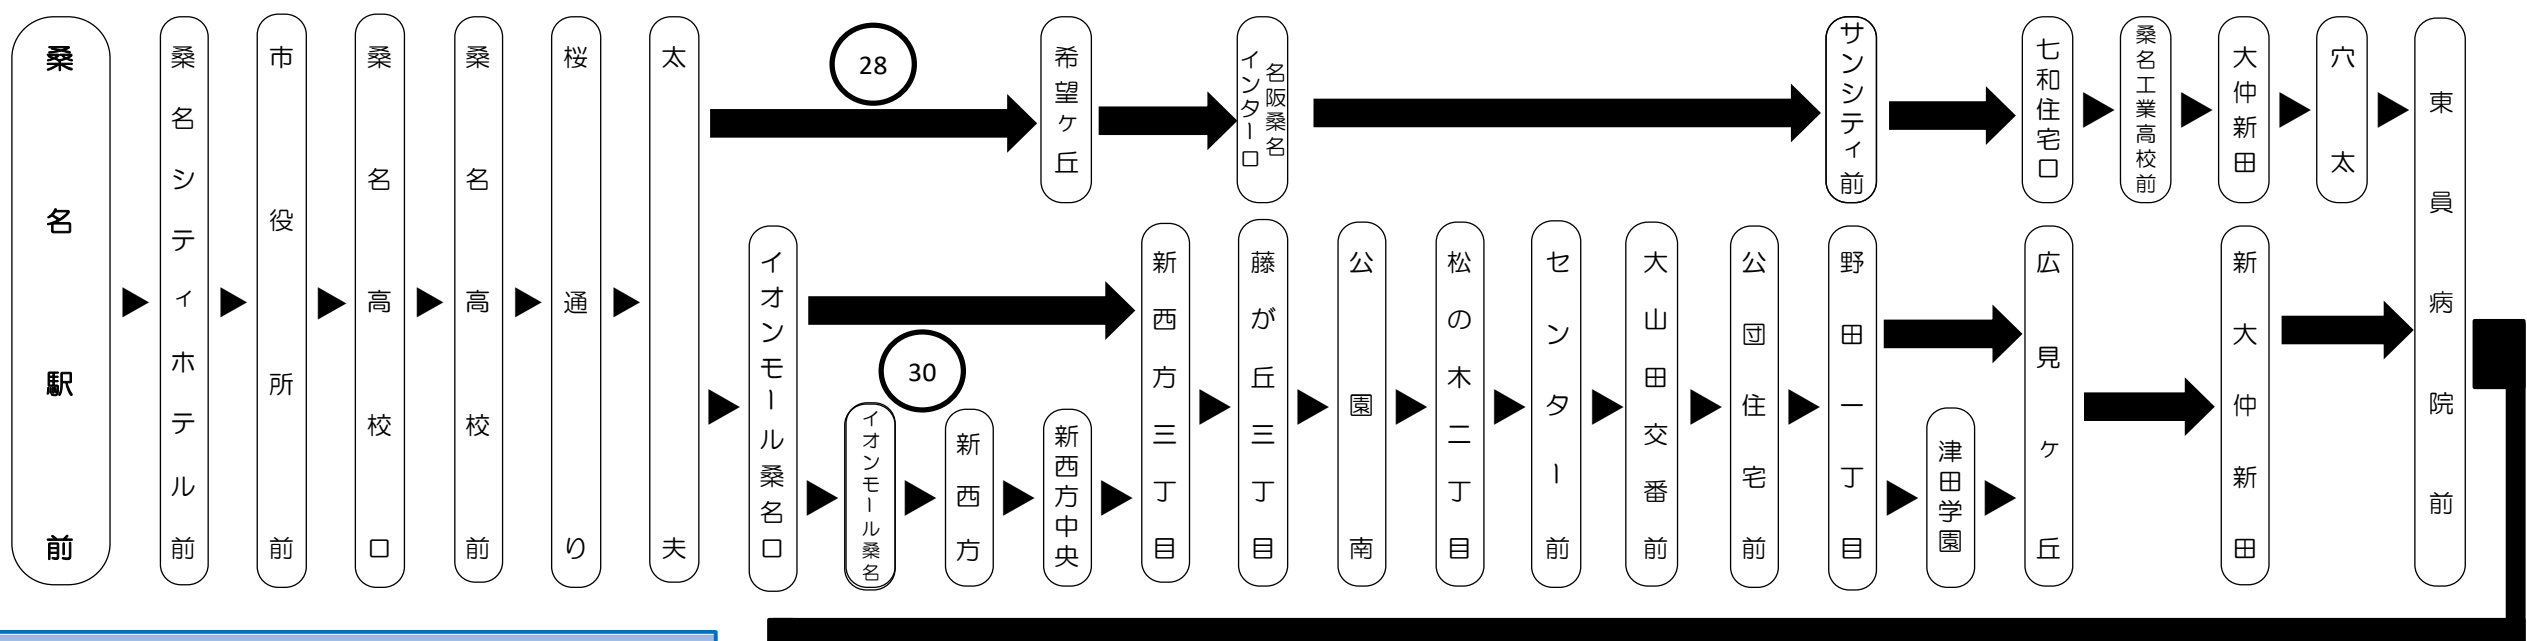 桑名駅前
桑名シティホテル前
市役所前
桑名高校口
桑名高校前
桜通り
太夫
28
希望ヶ丘
名阪桑名
インター口
サンシティ前
七和住宅口
桑名工業高校前
大仲新田
穴太
東員病院前
イオンモール桑名口
30
イオンモール桑名
新西方
新西方中央
新西方三丁目
藤が丘三丁目
公園南
松の木二丁目
センター前
大山田交番前
公団住宅前
野田一丁目
津田学園
広見ヶ丘
新大仲新田